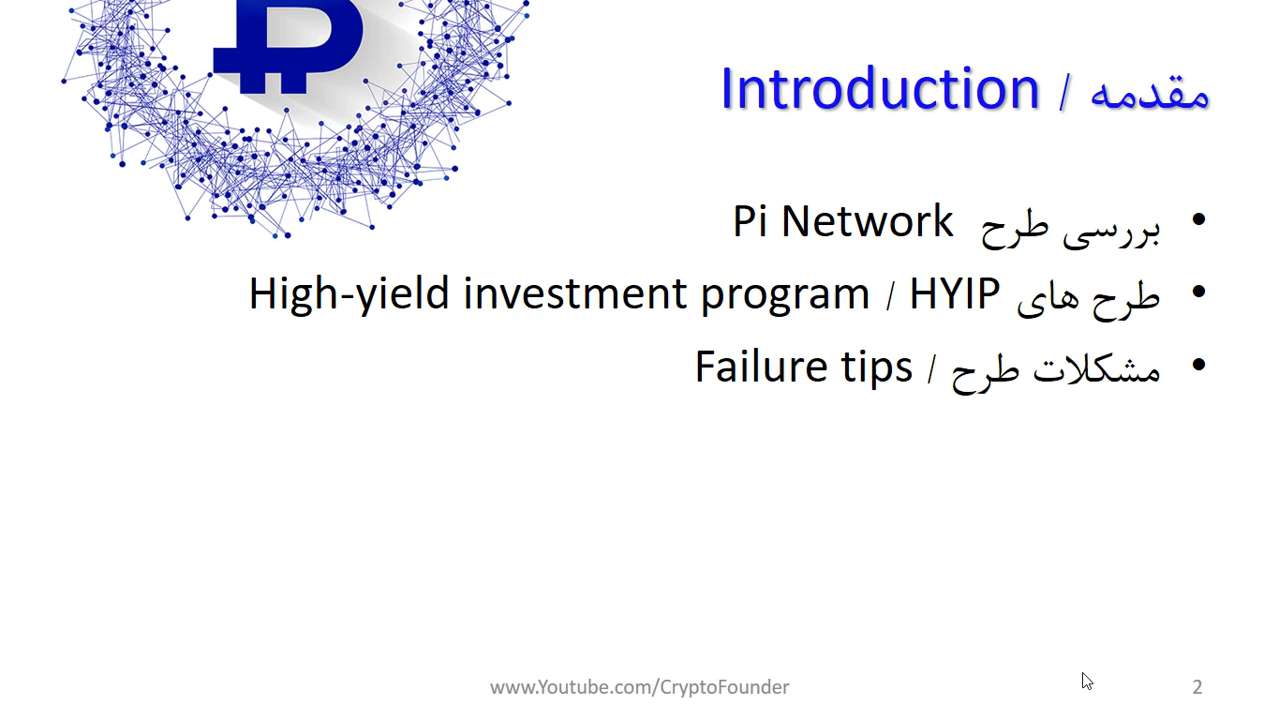 مقدمه / Introduction
• بررسی طرح Pi Network
• طرح های High-yield investment program / HYIP
• مشکلات طرح / Failure tips
www.Youtube.com/CryptoFounder
2